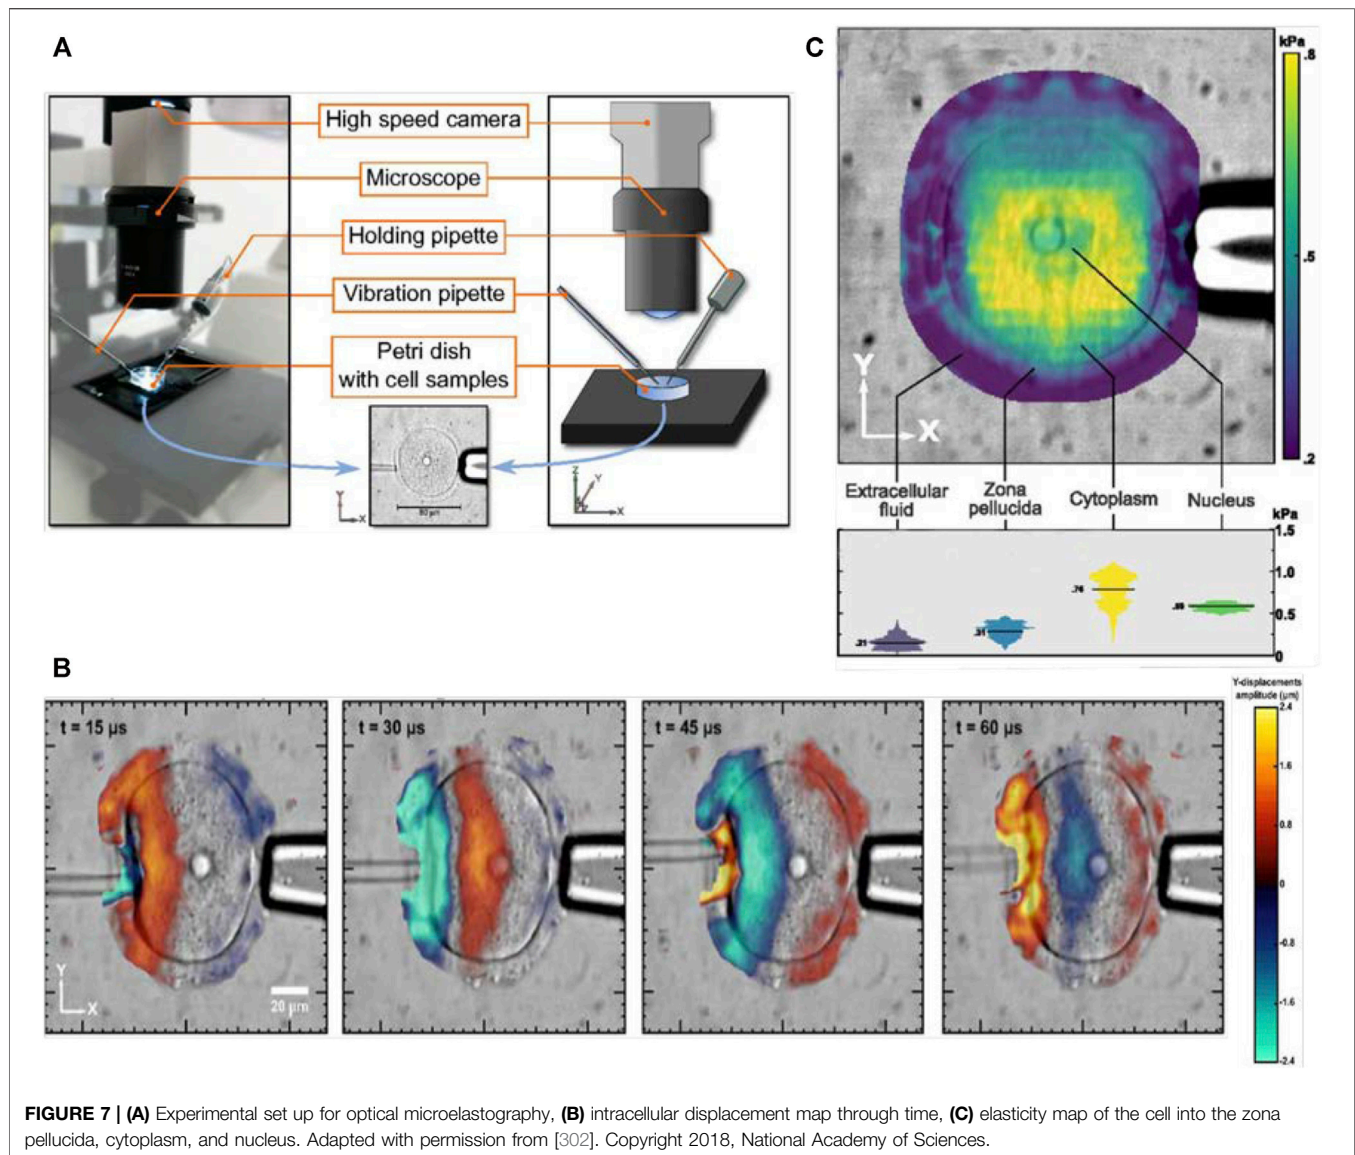 A
High speed camera
Microscope
Holding pipette
Vibration pipette
Petri dish
with cell samples
Y
X
80 μm
Z
Y
X
C
kPa
.8
.5
.2
Y
X
Extracellular
fluid
Zona
pellucida
Cytoplasm
Nucleus
kPa
1.5
1.0
0.5
0
.21
.31
.76
B
t = 15 μs
t = 30 μs
t = 45 μs
t = 60 μs
Y
X
20 μm
Y-displacements
amplitude (μm)
2.4
1.6
0.8
0
-0.8
-1.6
-2.4
FIGURE 7 | (A) Experimental set up for optical microelastography, (B) intracellular displacement map through time, (C) elasticity map of the cell into the zona
pellucida, cytoplasm, and nucleus. Adapted with permission from [302]. Copyright 2018, National Academy of Sciences.